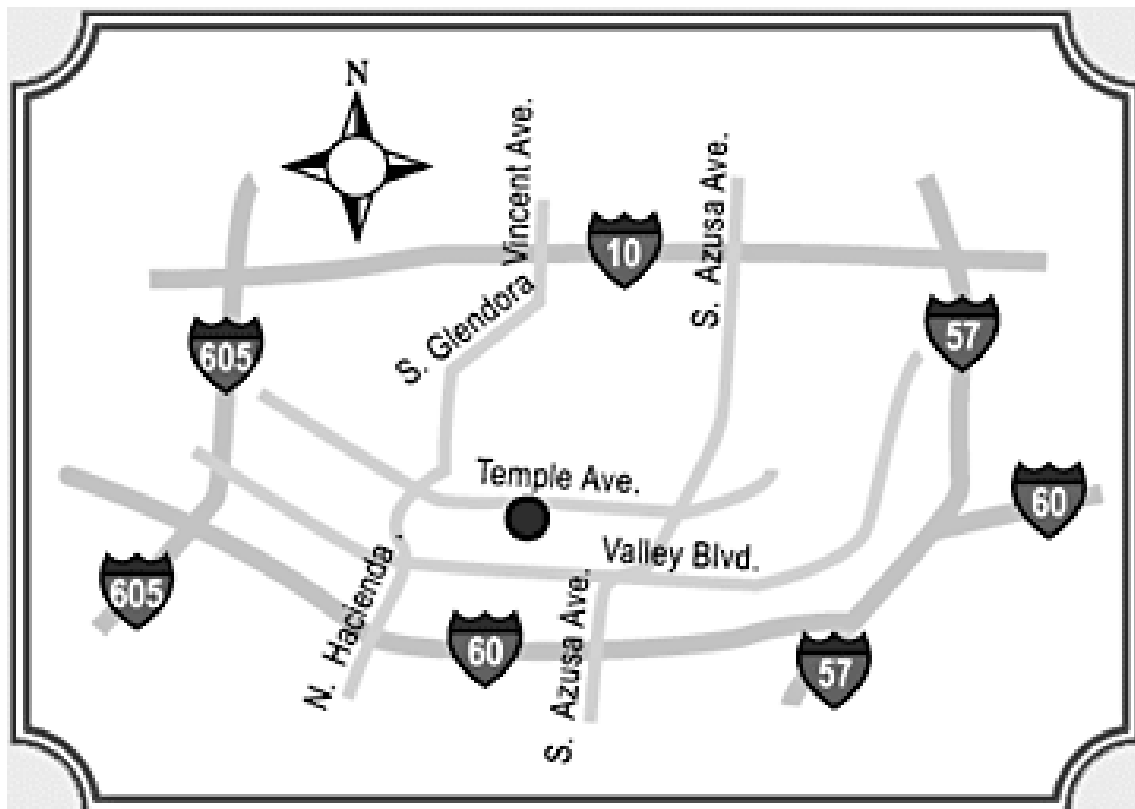 N
Vincent Ave.
S. Azusa Ave.
10
S. Glendora
605
57
Temple Ave.
60
Valley Blvd.
605
N. Hacienda
60
S. Azusa Ave.
57